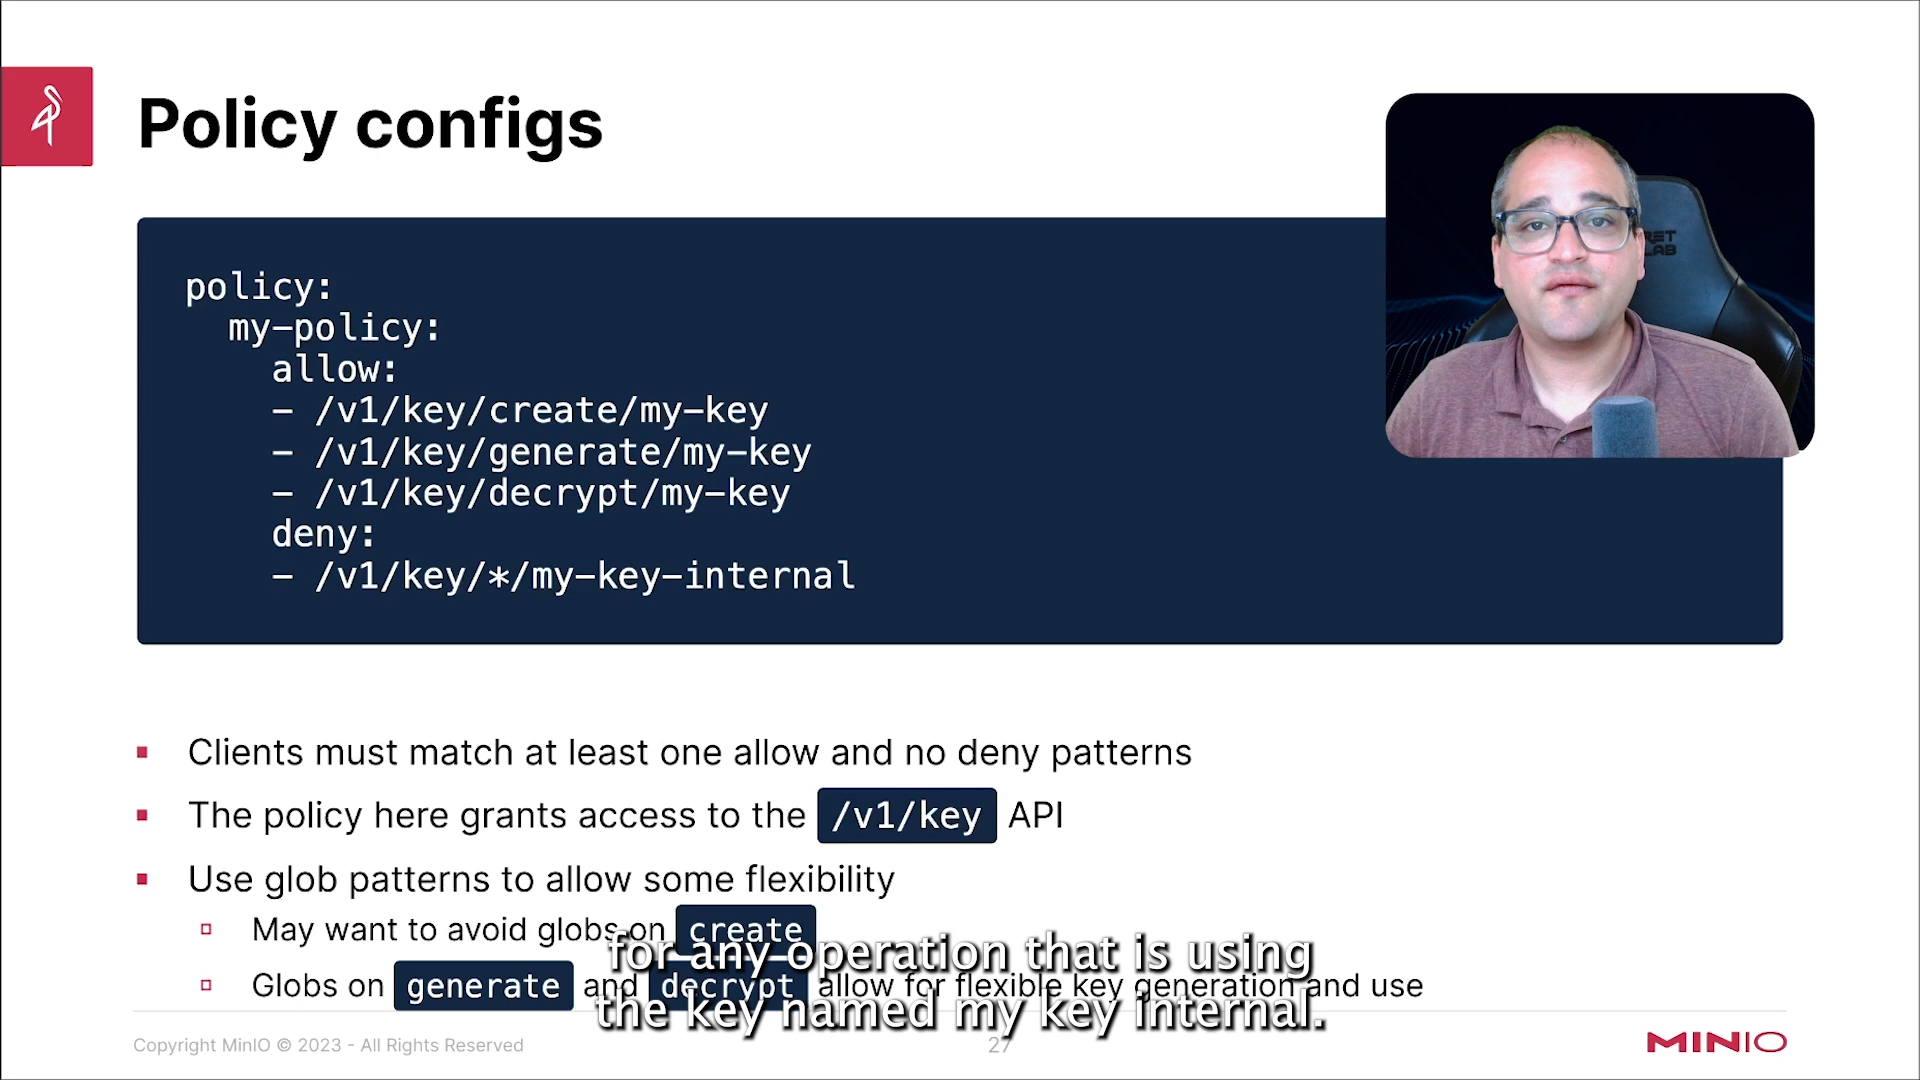 Policy configs
policy:
my-policy:
allow:
- /v1/key/create/my-key
- /v1/key/generate/my-key
- /v1/key/decrypt/my-key
deny:
- /v1/key/*/my-key-internal
Clients must match at least one allow and no deny patterns
The policy here grants access to the /v1/key API
Use glob patterns to allow some flexibility
May want to avoid globs on create
Globs on generate and decrypt allow for flexible key generation and use
for any operation that is using
the key named my key internal.
Copyright MinIO © 2023 - All Rights Reserved
27
MINIO